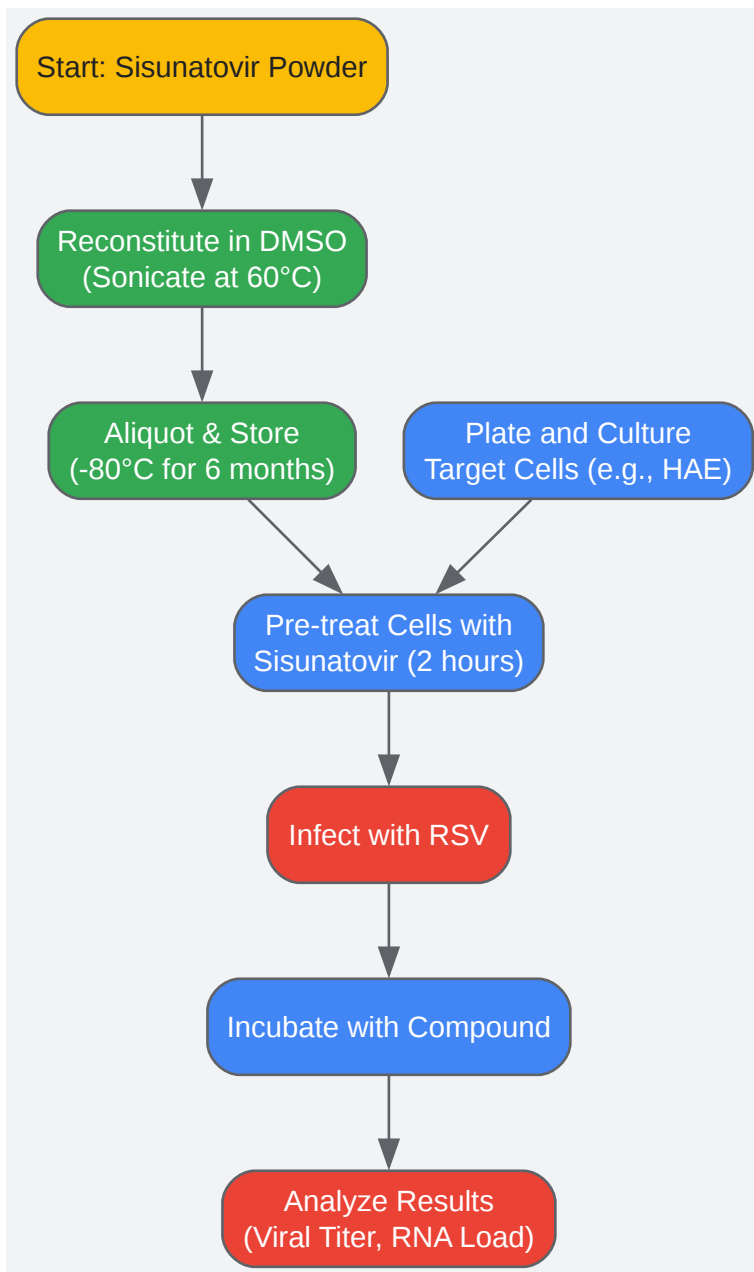 Start: Sisunatovir Powder
Reconstitute in DMSO
(Sonicate at 60°C)
Aliquot & Store
(-80°C for 6 months)
Plate and Culture
Target Cells (e.g., HAE)
Pre-treat Cells with
Sisunatovir (2 hours)
Infect with RSV
Incubate with Compound
Analyze Results
(Viral Titer, RNA Load)